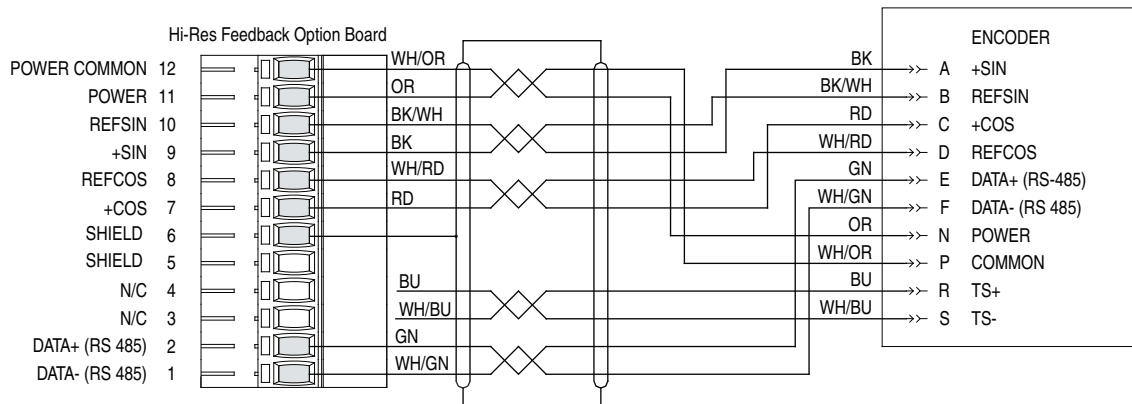 Hi-Res Feedback Option Board
ENCODER
POWER COMMON 12 WH/OR BK A +SIN
POWER 11 OR BK/WH B REFSIN
REFSIN 10 BK/WH RD C +COS
+SIN 9 BK WH/RD D REFCOS
REFCOS 8 WH/RD GN E DATA+ (RS-485)
+COS 7 RD WH/GN F DATA- (RS 485)
SHIELD 6 OR N POWER
SHIELD 5 WH/OR P COMMON
N/C 4 BU BU R TS+
N/C 3 WH/BU WH/BU S TS-
DATA+ (RS 485) 2 GN
DATA- (RS 485) 1 WH/GN